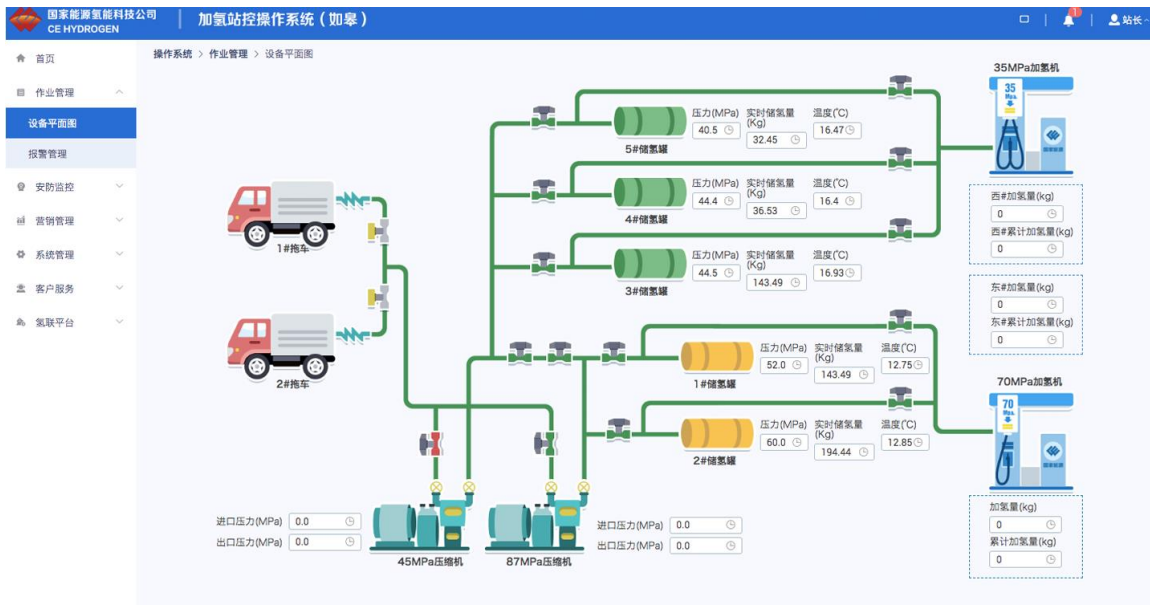 国家能源氢能科技公司
CE HYDROGEN
加氢站控操作系统（如皋）
1
站长
首页
作业管理
设备平面图
报警管理
安防监控
营销管理
系统管理
客户服务
氢联平台
操作系统 > 作业管理 > 设备平面图
35MPa加氢机
35
MPa
国家能源
压力(MPa) 实时储氢量(Kg) 温度(℃)
40.5 32.45 16.47
5#储氢罐
压力(MPa) 实时储氢量(Kg) 温度(℃)
44.4 36.53 16.4
4#储氢罐
压力(MPa) 实时储氢量(Kg) 温度(℃)
44.5 143.49 16.93
3#储氢罐
西#加氢量(kg)
0
西#累计加氢量(kg)
0
东#加氢量(kg)
0
东#累计加氢量(kg)
0
1#拖车
2#拖车
压力(MPa) 实时储氢量(Kg) 温度(℃)
52.0 143.49 12.75
1#储氢罐
压力(MPa) 实时储氢量(Kg) 温度(℃)
60.0 194.44 12.85
2#储氢罐
70MPa加氢机
70
MPa
国家能源
加氢量(kg)
0
累计加氢量(kg)
0
进口压力(MPa) 0.0
出口压力(MPa) 0.0
45MPa压缩机
87MPa压缩机
进口压力(MPa) 0.0
出口压力(MPa) 0.0